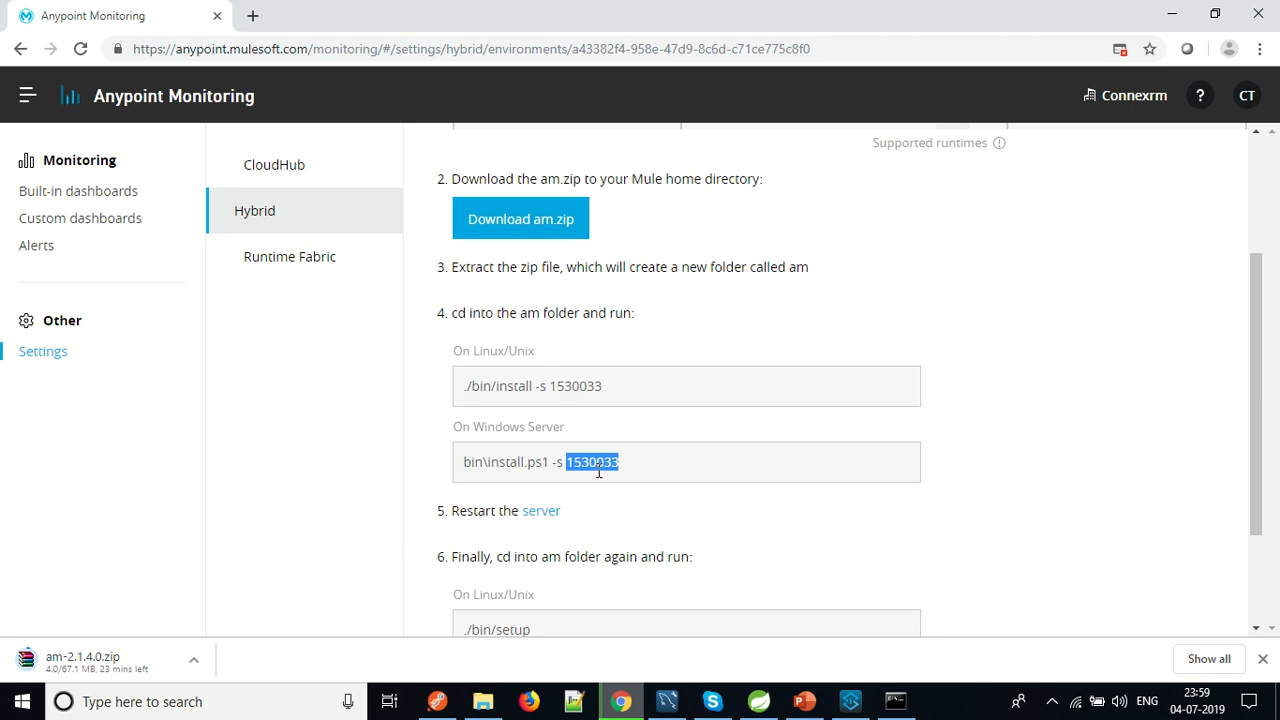 Anypoint Monitoring
https://anypoint.mulesoft.com/monitoring/#/settings/hybrid/environments/a43382f4-958e-47d9-8c6d-c71ce775c8f0
Anypoint Monitoring
Connexrm
?
CT
Monitoring
Built-in dashboards
Custom dashboards
Alerts
Other
Settings
CloudHub
Hybrid
Runtime Fabric
Supported runtimes
2. Download the am.zip to your Mule home directory:
Download am.zip
3. Extract the zip file, which will create a new folder called am
4. cd into the am folder and run:
On Linux/Unix
./bin/install -s 1530033
On Windows Server
bin\install.ps1 -s 1530033
5. Restart the server
6. Finally, cd into am folder again and run:
On Linux/Unix
./bin/setup
am-2.1.4.0.zip
4.0/67.1 MB, 23 mins left
Show all
Type here to search
ENG
23:59
04-07-2019